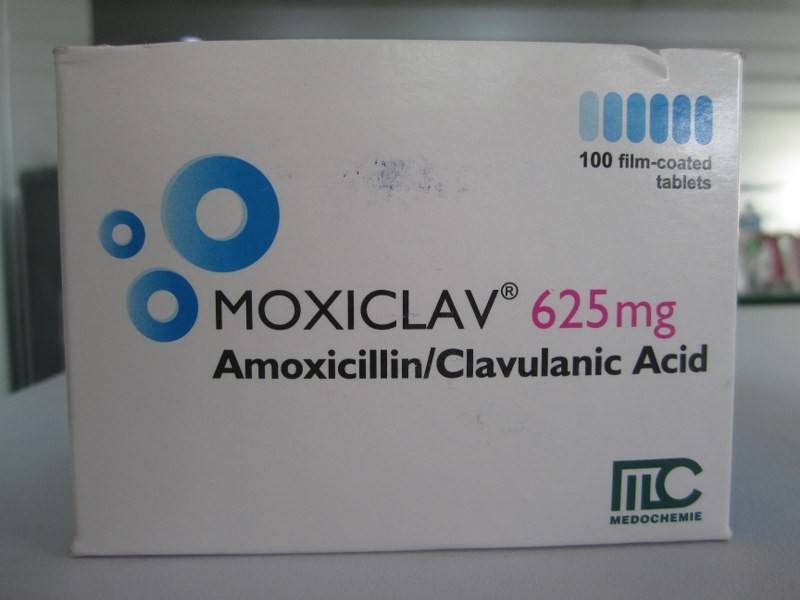 100 film-coated
tablets
MOXICLAV® 625mg
Amoxicillin/Clavulanic Acid
MC
MEDOCHEMIE